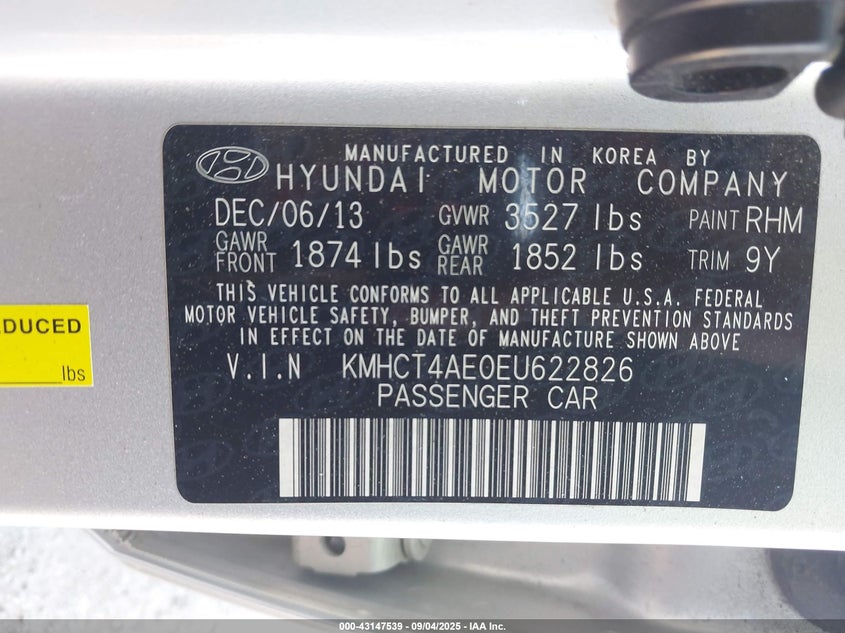 MANUFACTURED IN KOREA BY
HYUNDAI MOTOR COMPANY
DEC/06/13 GVWR 3527 lbs PAINT RHM
GAWR FRONT 1874 lbs GAWR REAR 1852 lbs TRIM 9Y
THIS VEHICLE CONFORMS TO ALL APPLICABLE U.S.A. FEDERAL
MOTOR VEHICLE SAFETY, BUMPER, AND THEFT PREVENTION STANDARDS
IN EFFECT ON THE DATE OF MANUFACTURE SHOWN ABOVE
V.I.N KMHCT4AE0EU622826
PASSENGER CAR
lbs
000-43147539 - 09/04/2025 - IAA Inc.